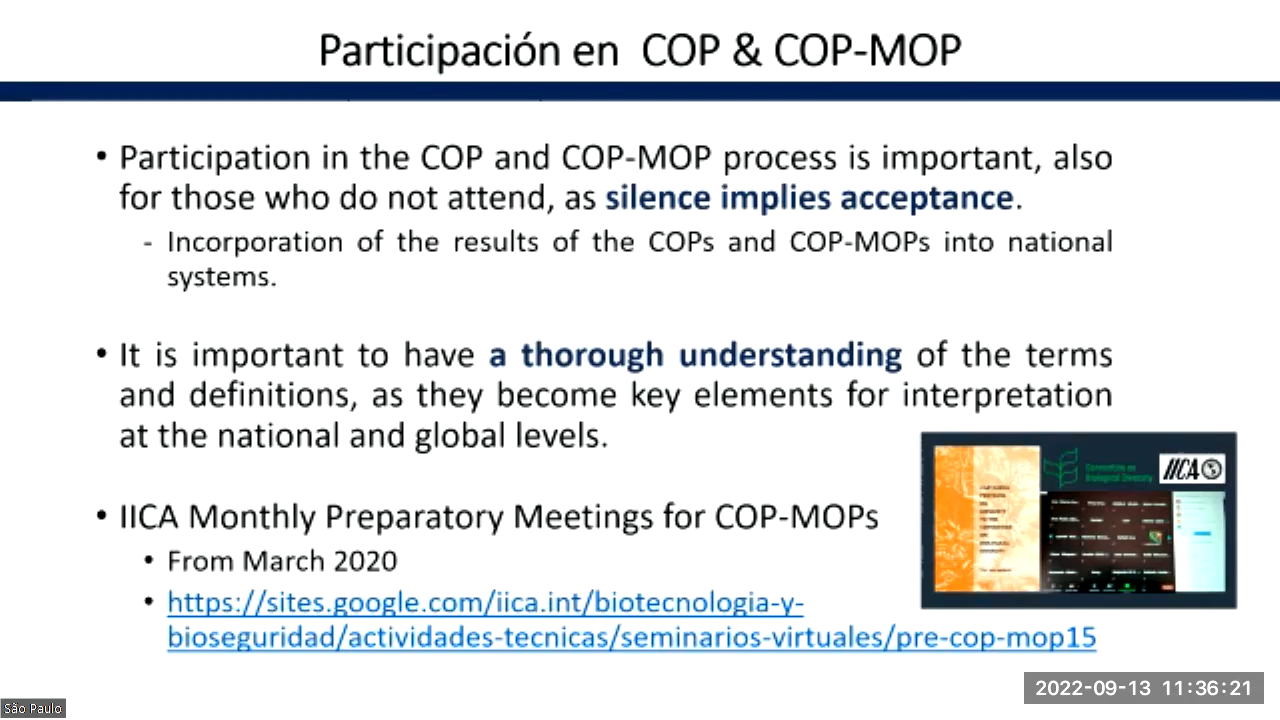 Participación en COP & COP-MOP
• Participation in the COP and COP-MOP process is important, also
for those who do not attend, as silence implies acceptance.
- Incorporation of the results of the COPs and COP-MOPs into national
systems.
• It is important to have a thorough understanding of the terms
and definitions, as they become key elements for interpretation
at the national and global levels.
• IICA Monthly Preparatory Meetings for COP-MOPs
• From March 2020
• https://sites.google.com/iica.int/biotecnologia-y-
bioseguridad/actividades-tecnicas/seminarios-virtuales/pre-cop-mop15
Convention on
Biological Diversity
IICA
2022-09-13 11:36:21
São Paulo